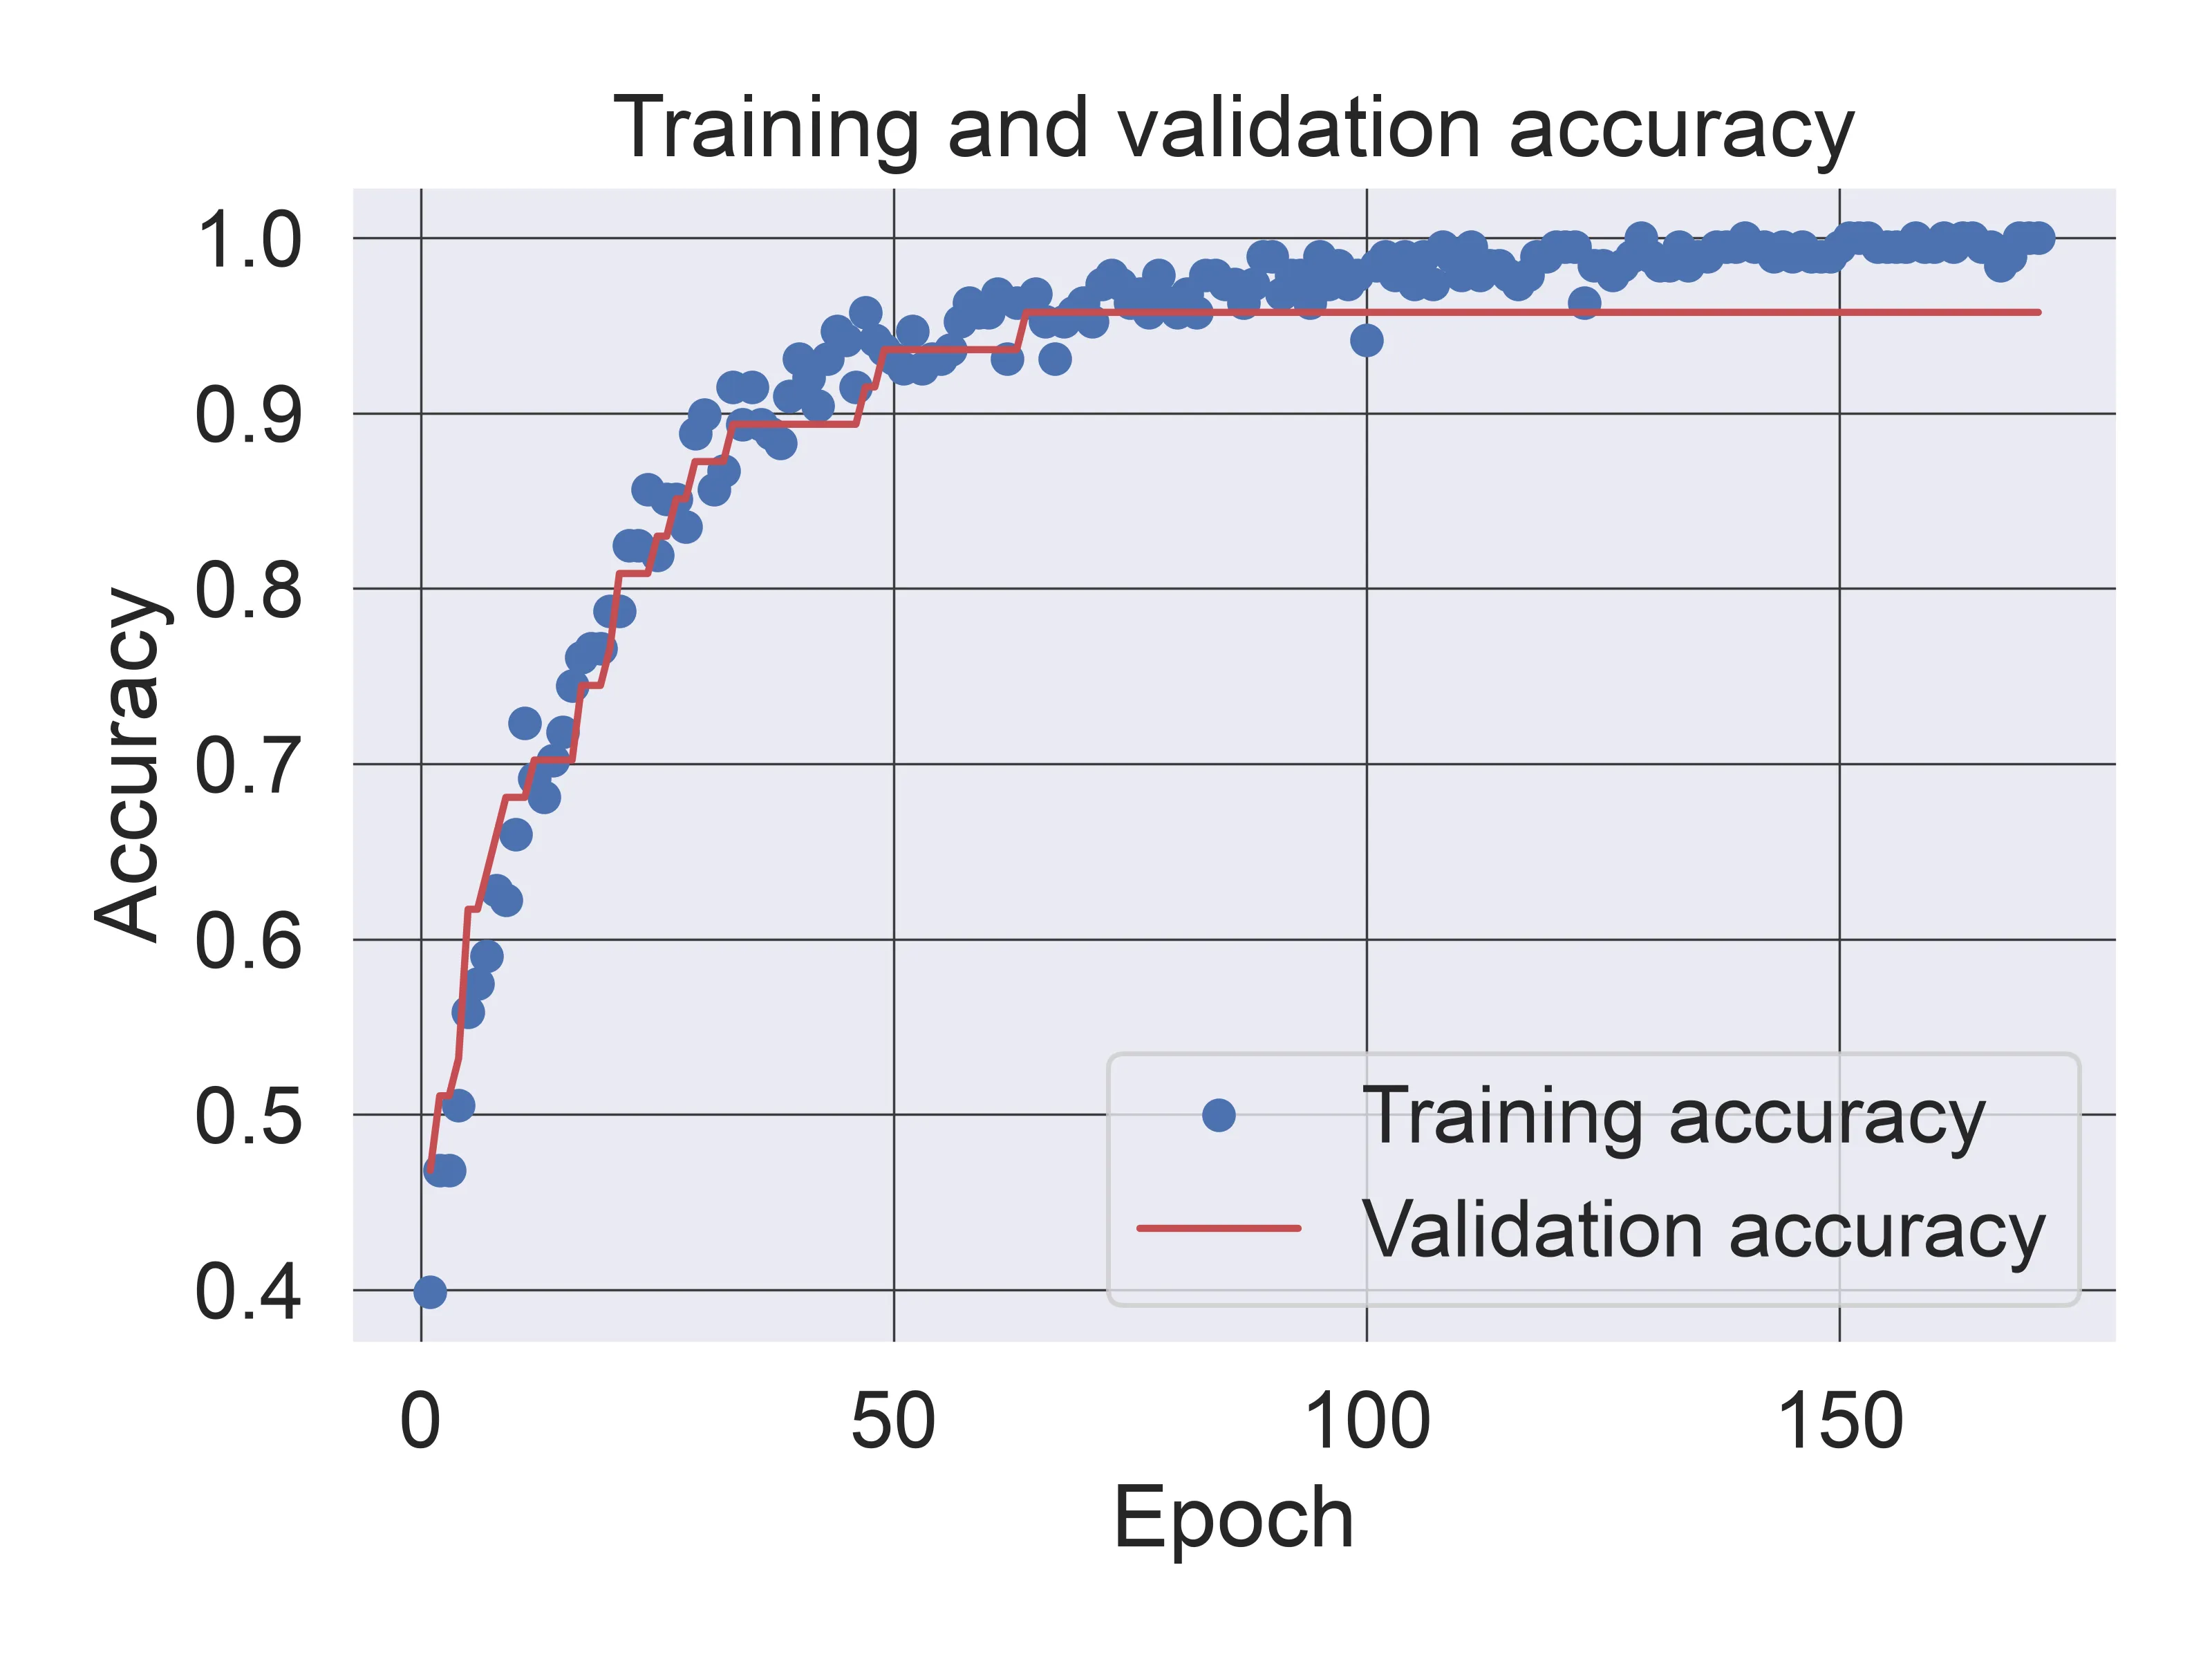 Training and validation accuracy
1.0
0.9
0.8
0.7
0.6
0.5
0.4
Accuracy
Training accuracy
Validation accuracy
0 50 100 150
Epoch